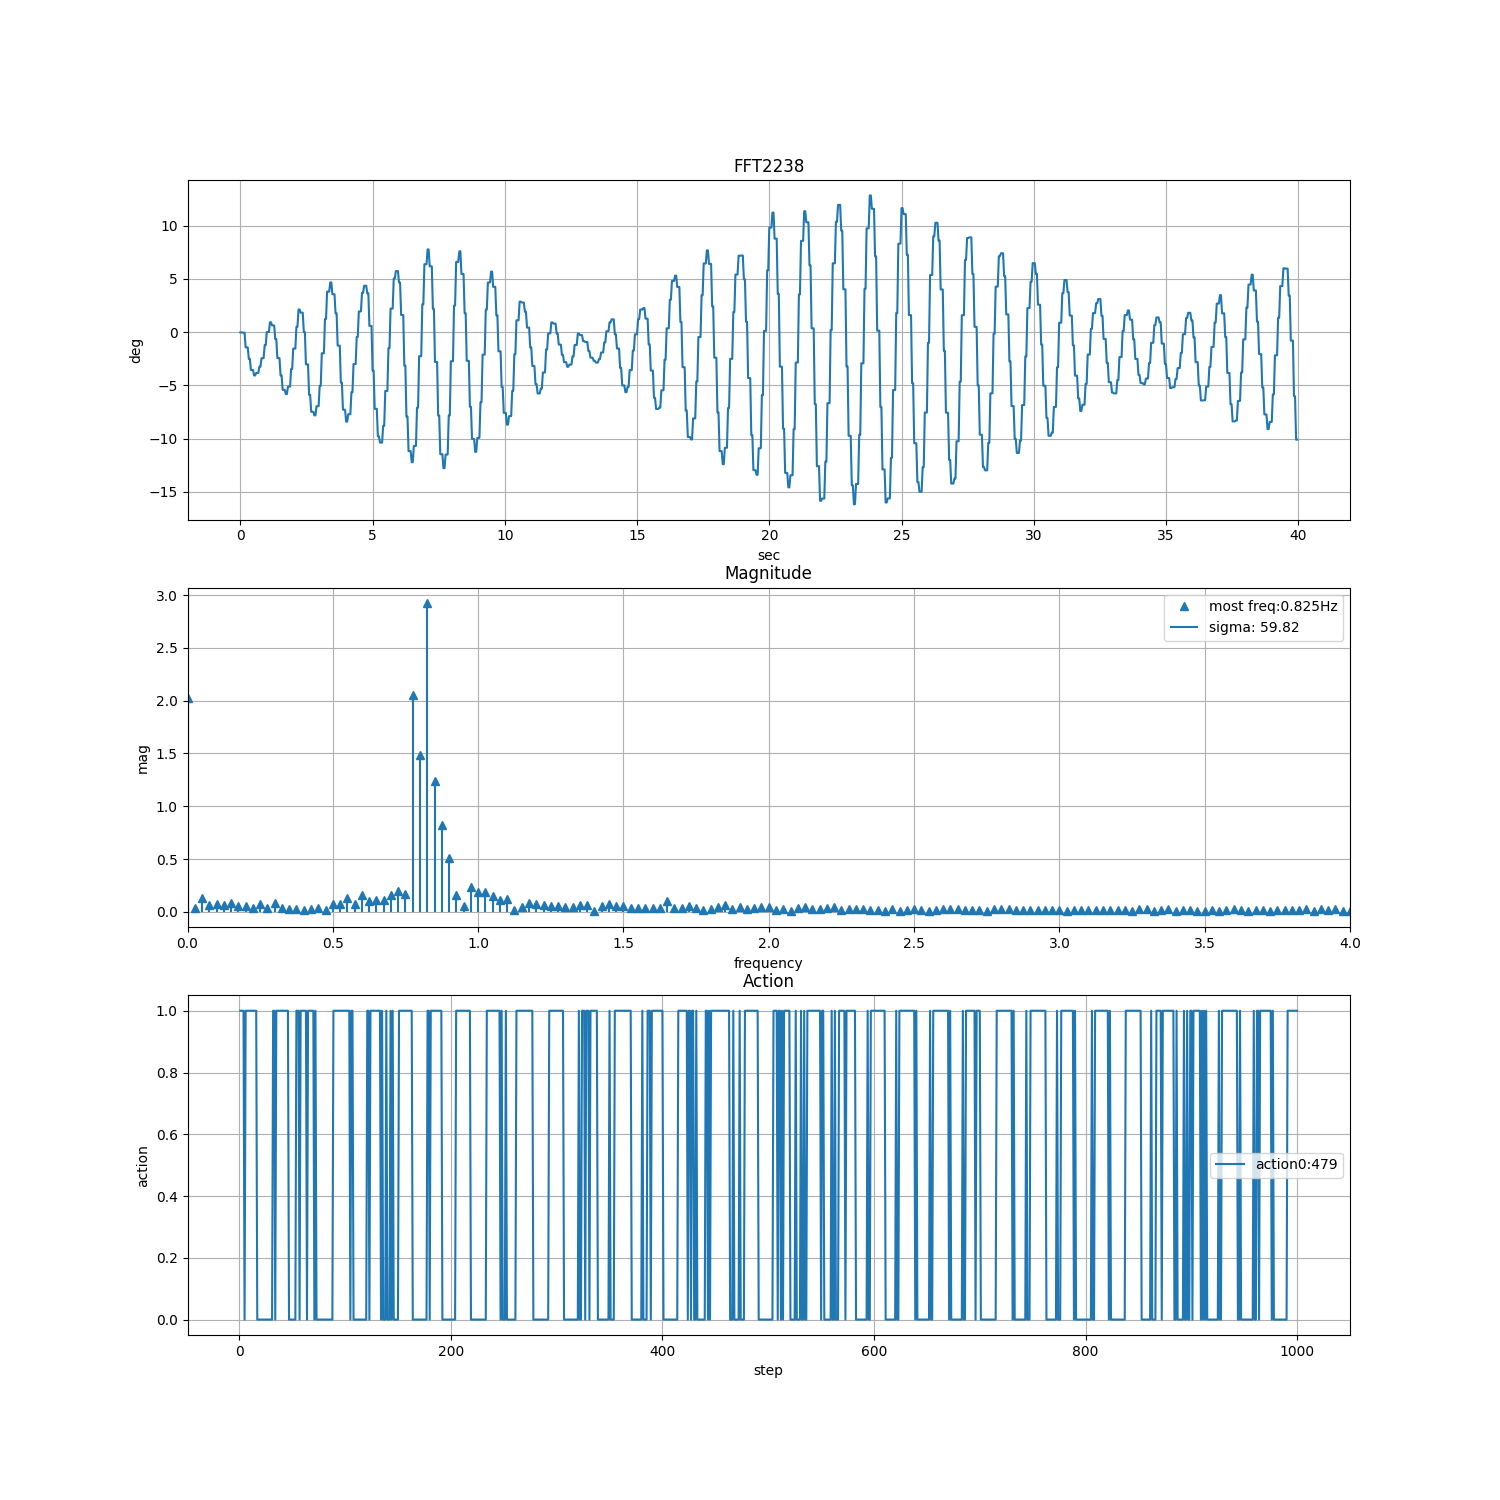 FFT2238
10
5
0
−5
−10
−15
deg
0 5 10 15 20 25 30 35 40
sec
Magnitude
3.0
2.5
2.0
1.5
1.0
0.5
0.0
mag
most freq:0.825Hz
sigma: 59.82
0.0 0.5 1.0 1.5 2.0 2.5 3.0 3.5 4.0
frequency
Action
1.0
0.8
0.6
0.4
0.2
0.0
action
action0:479
0 200 400 600 800 1000
step